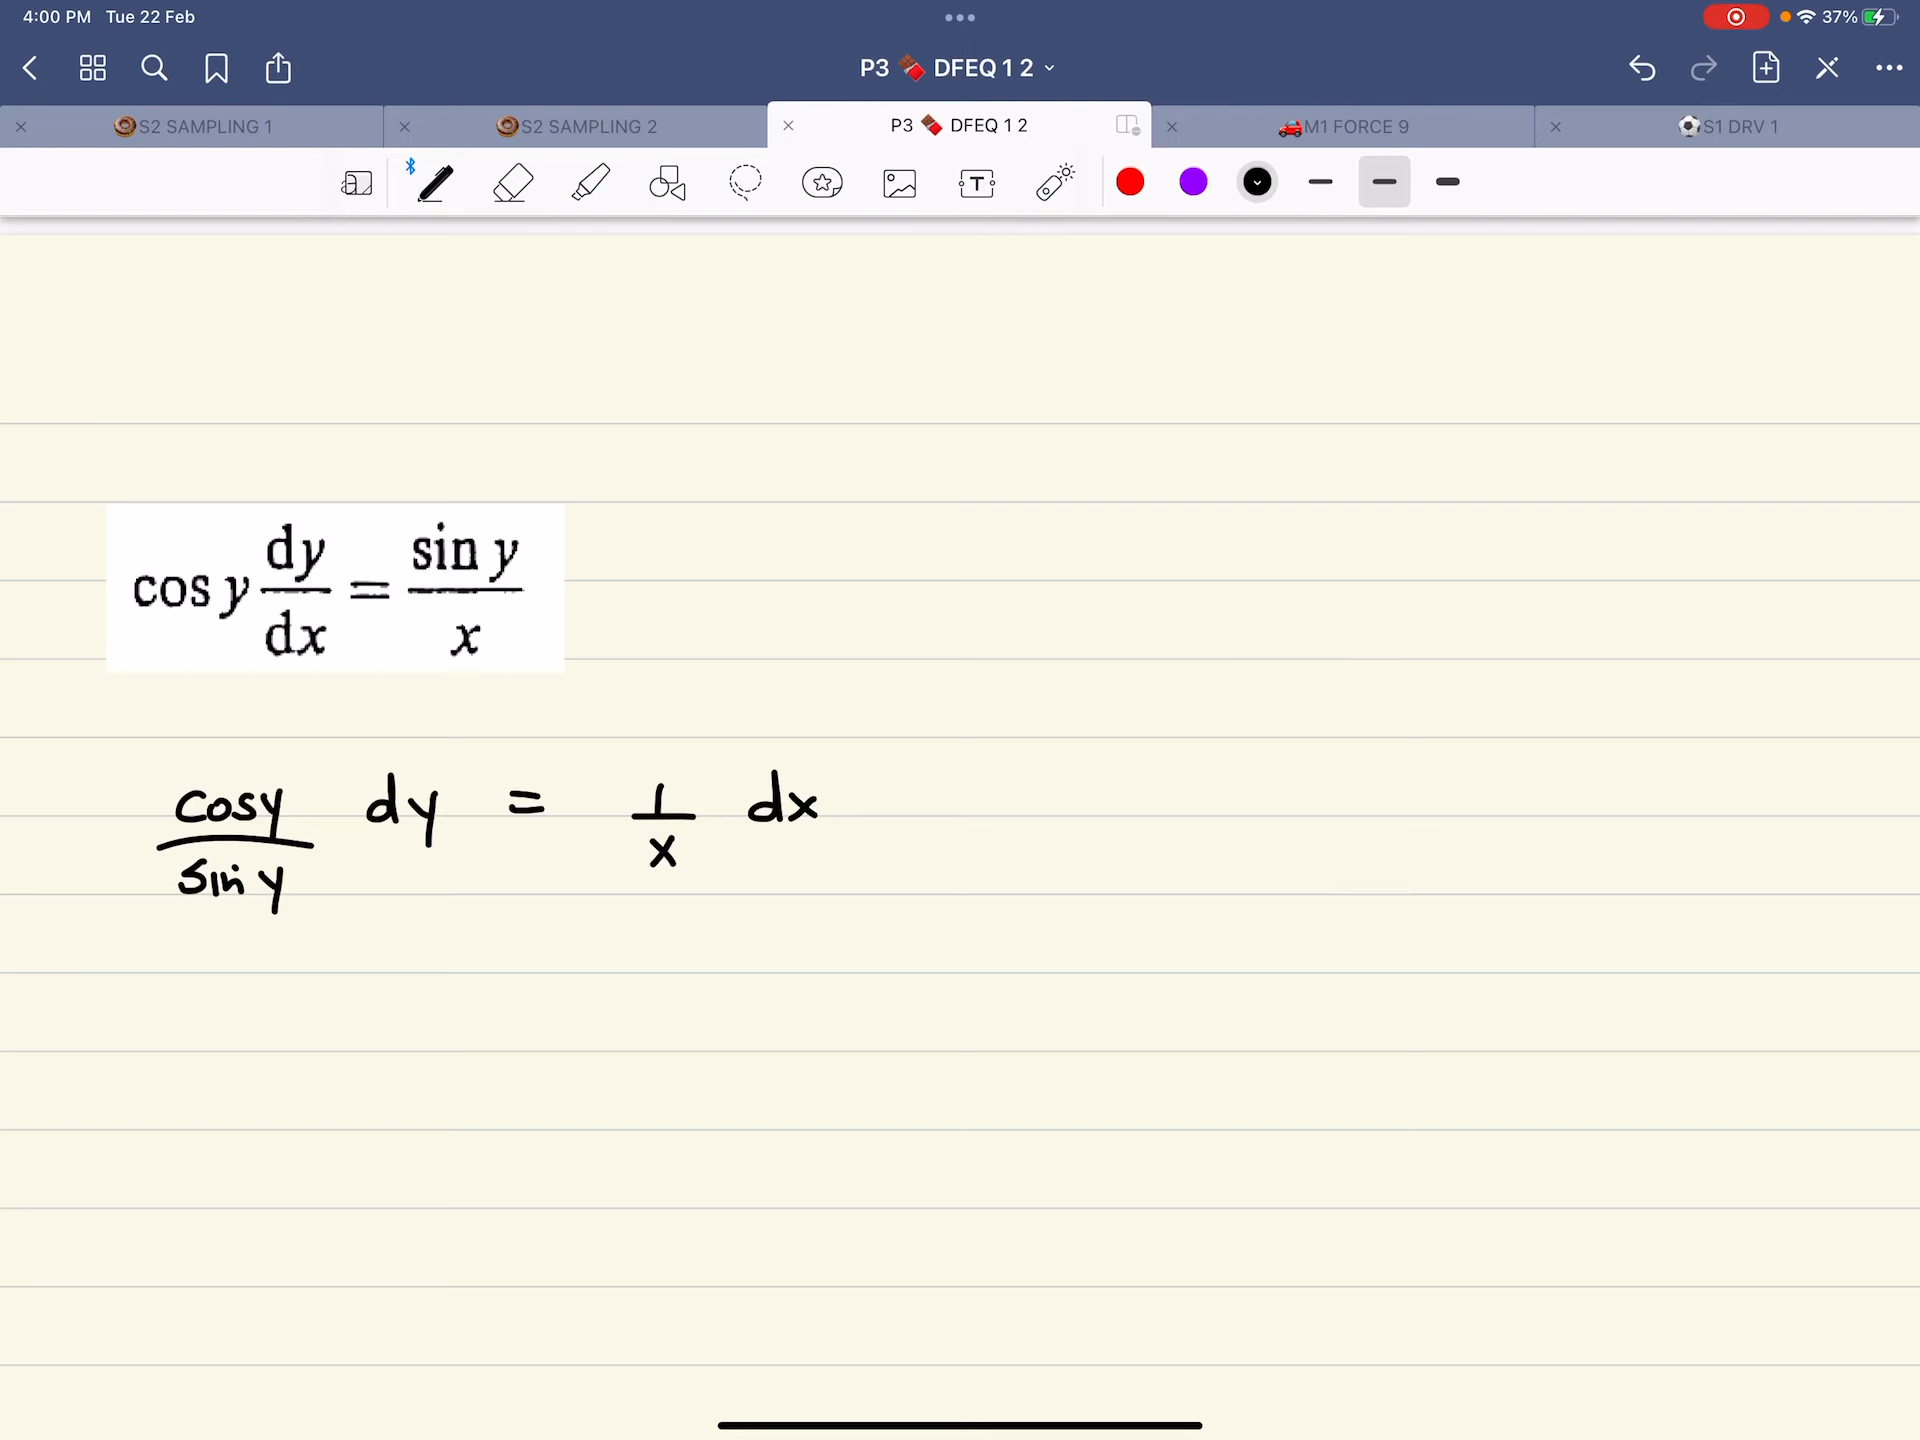 4:00 PM Tue 22 Feb
37%
P3 🍫 DFEQ 1 2
S2 SAMPLING 1
S2 SAMPLING 2
P3 🍫 DFEQ 1 2
M1 FORCE 9
S1 DRV 1
cos y dy/dx = sin y/x
cosy/sin y dy = 1/x dx